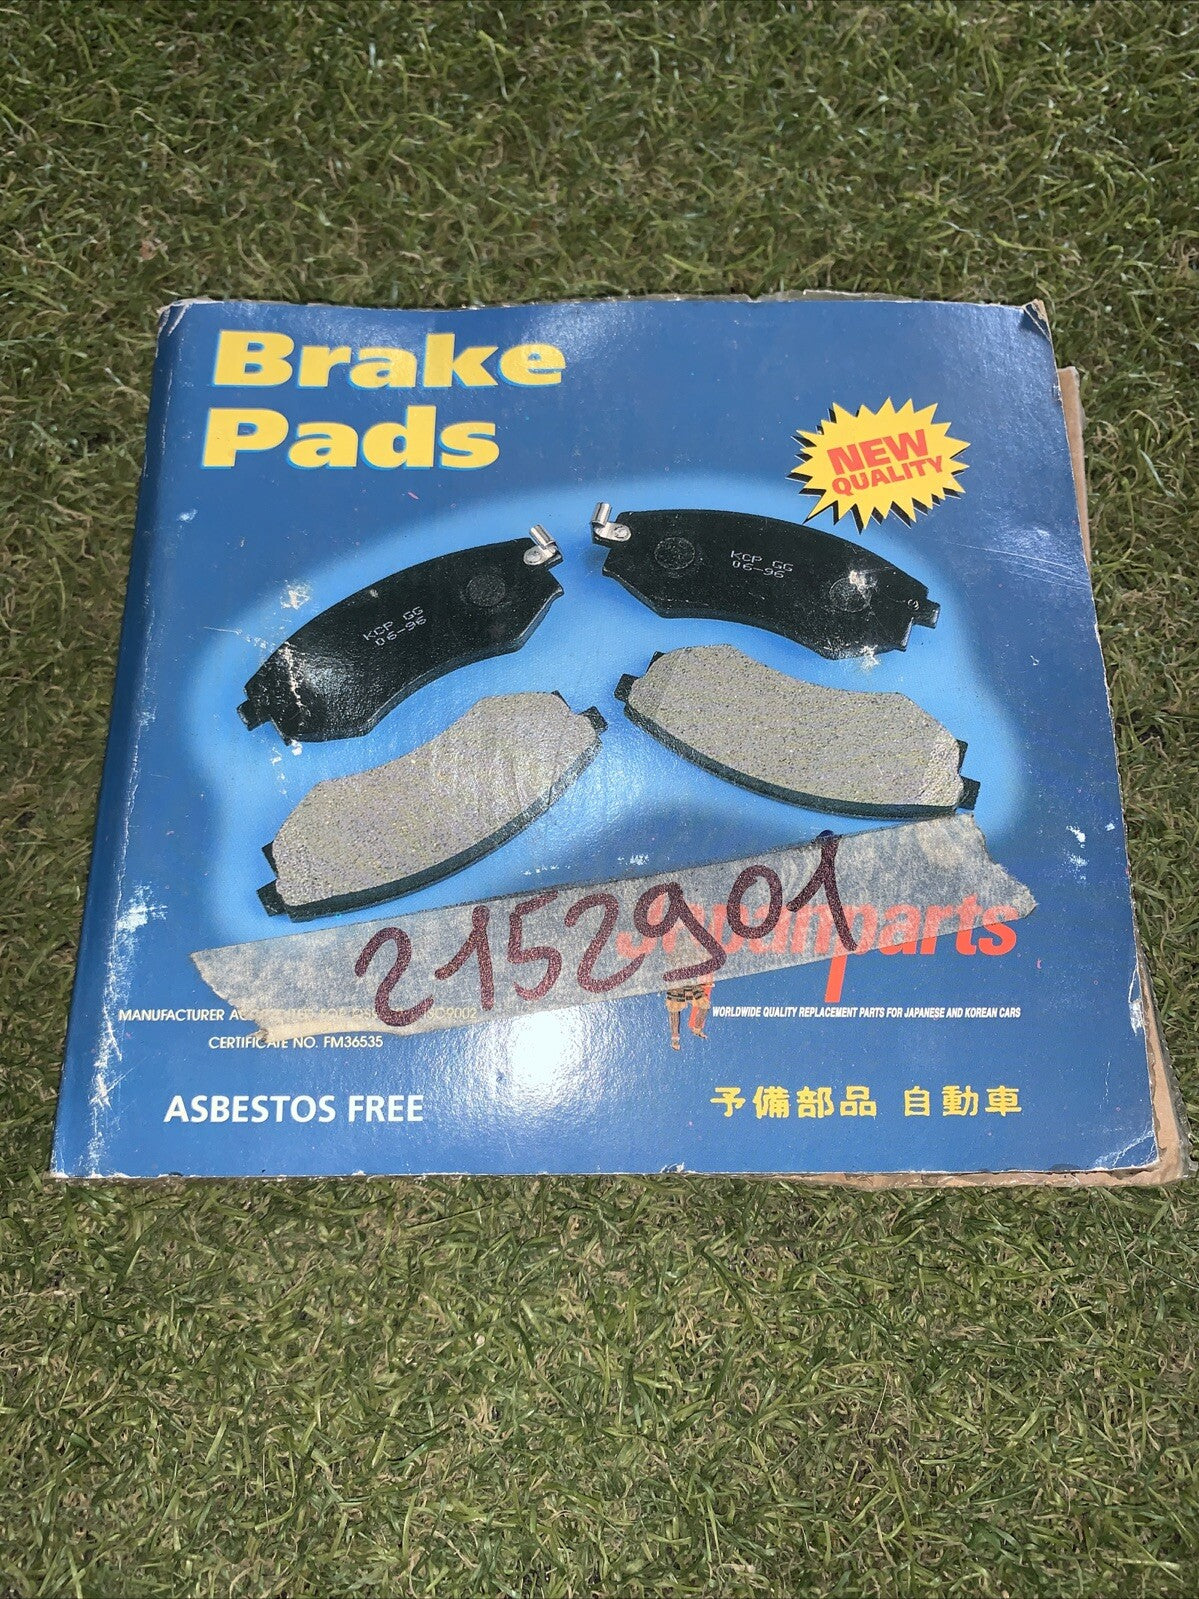 Brake
Pads
NEW
QUALITY
KCP GG
06-96
KCP GG
06-96
2152901
Japanparts
MANUFACTURER
WORLDWIDE QUALITY REPLACEMENT PARTS FOR JAPANESE AND KOREAN CARS
CERTIFICATE NO. FM36535
ASBESTOS FREE
予備部品 自動車